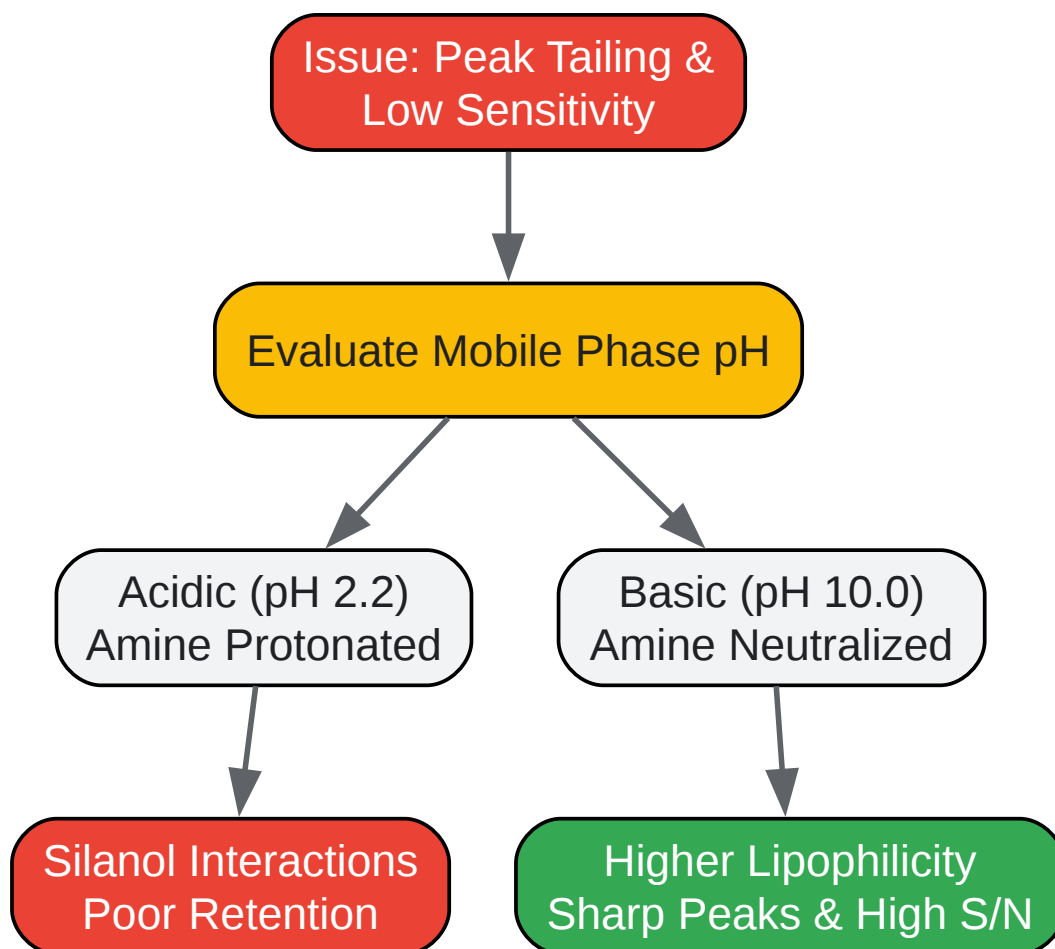 Issue: Peak Tailing &
Low Sensitivity
Evaluate Mobile Phase pH
Acidic (pH 2.2)
Amine Protonated
Basic (pH 10.0)
Amine Neutralized
Silanol Interactions
Poor Retention
Higher Lipophilicity
Sharp Peaks & High S/N